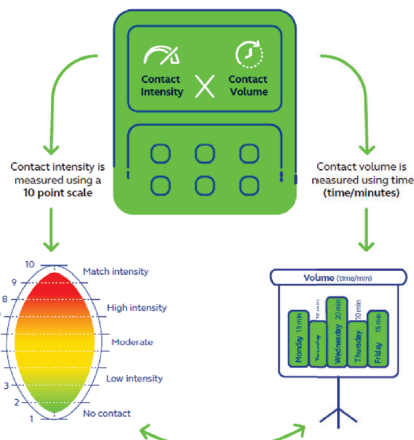 Contact
Intensity
X
Contact
Volume
Contact intensity is
measured using a
10 point scale
Contact volume is
measured using time
(time/minutes)
10
9
8
3
2
1
Match intensity
High intensity
Moderate
Low intensity
No contact
Volume (time/min)
Monday 15 min
10 min
Wednesday 20 min
Thursday 10 min
Friday 15 min